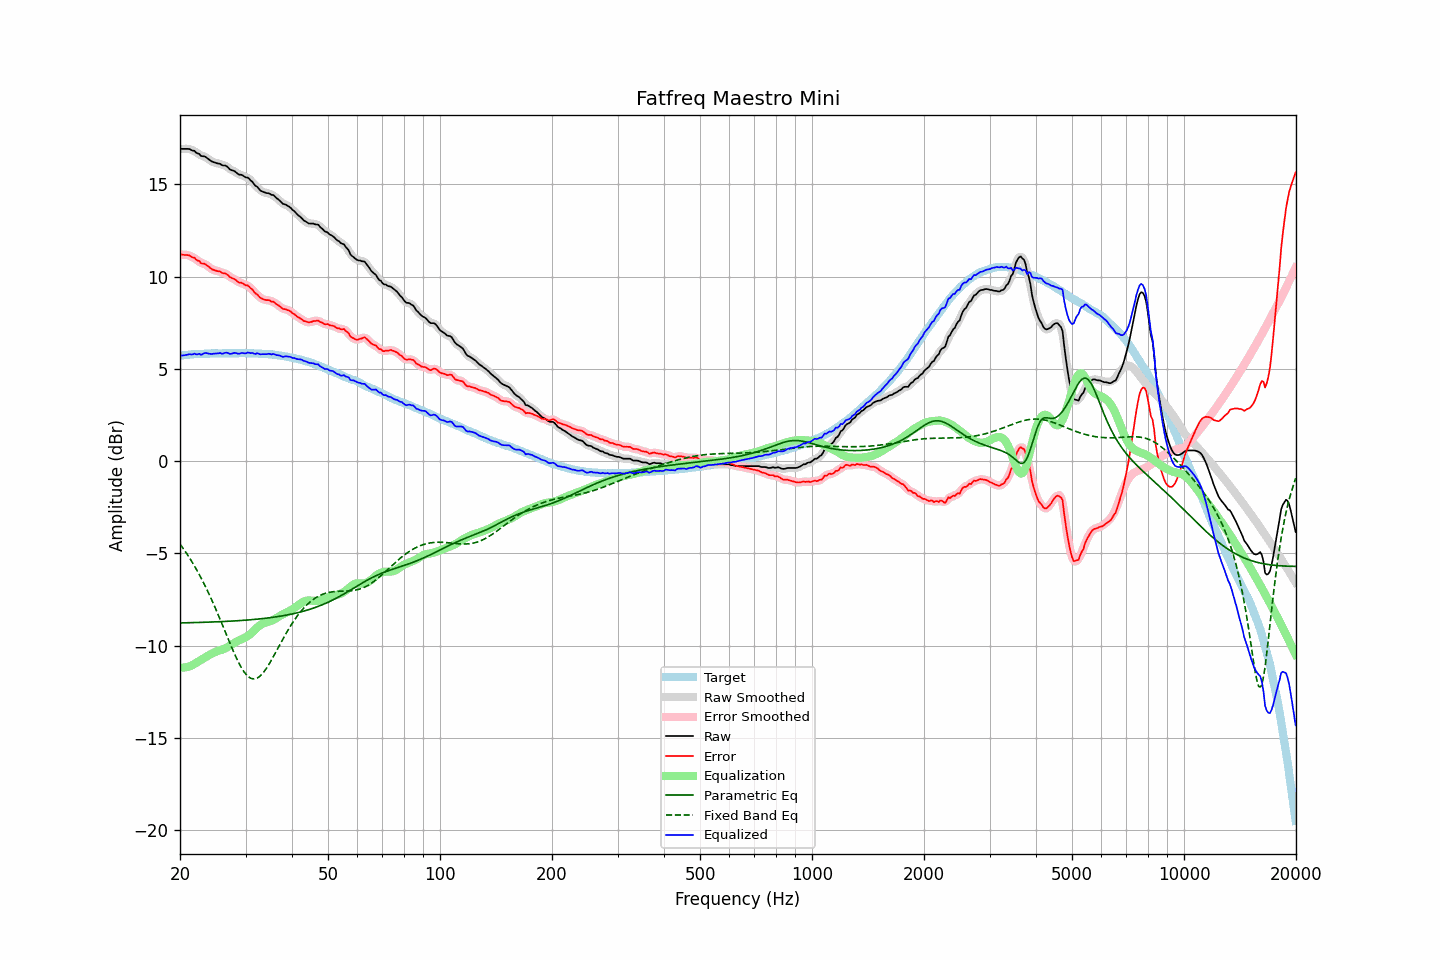 Fatfreq Maestro Mini
Amplitude (dBr)
15
10
5
0
−5
−10
−15
−20
20
50
100
200
500
1000
2000
5000
10000
20000
Frequency (Hz)
Target
Raw Smoothed
Error Smoothed
Raw
Error
Equalization
Parametric Eq
Fixed Band Eq
Equalized